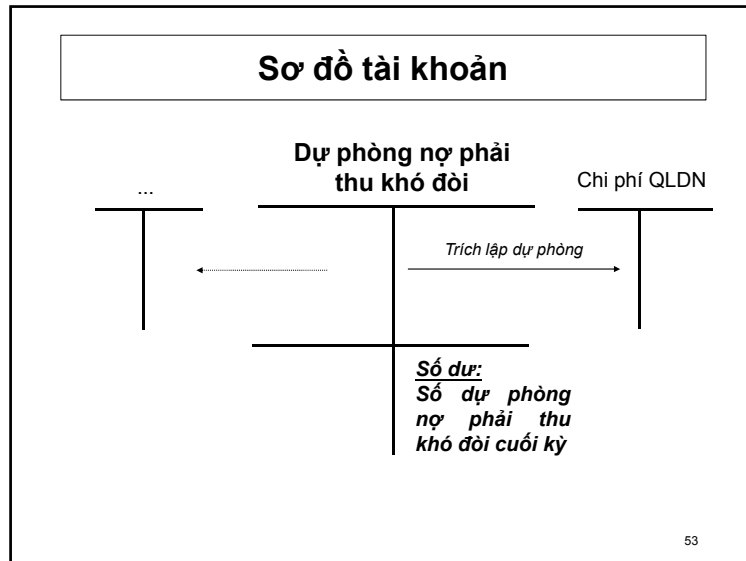 Sơ đồ tài khoản
Dự phòng nợ phải
thu khó đòi
...
Chi phí QLDN
Trích lập dự phòng
Số dư:
Số dự phòng
nợ phải thu
khó đòi cuối kỳ
53